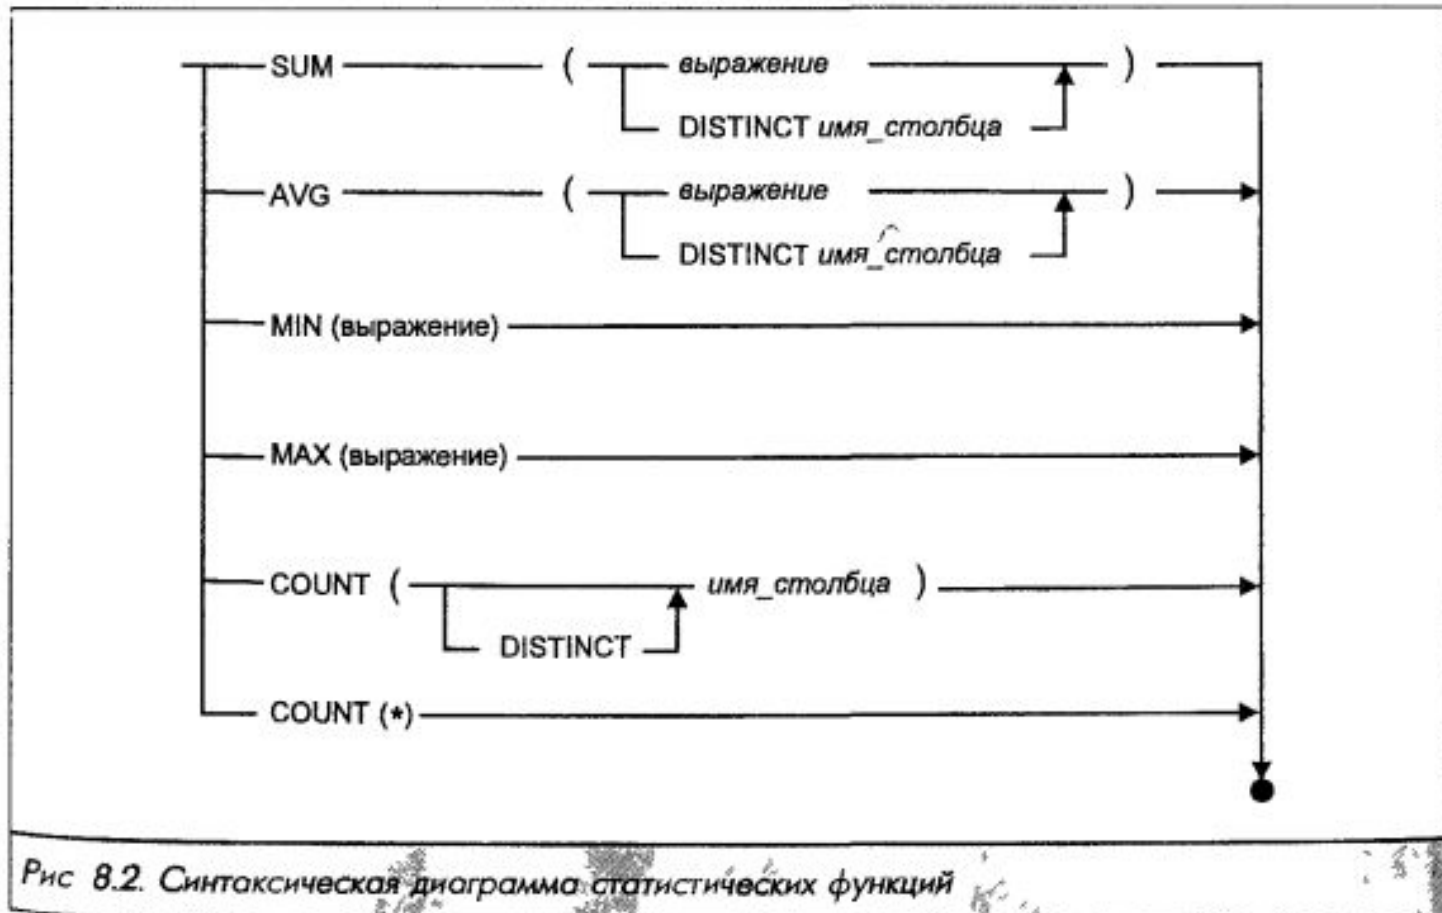 SUM ( выражение )
DISTINCT имя_столбца
AVG ( выражение )
DISTINCT имя_столбца
MIN (выражение)
MAX (выражение)
COUNT ( имя_столбца )
DISTINCT
COUNT (*)
Рис 8.2. Синтаксическая диаграмма статистических функций